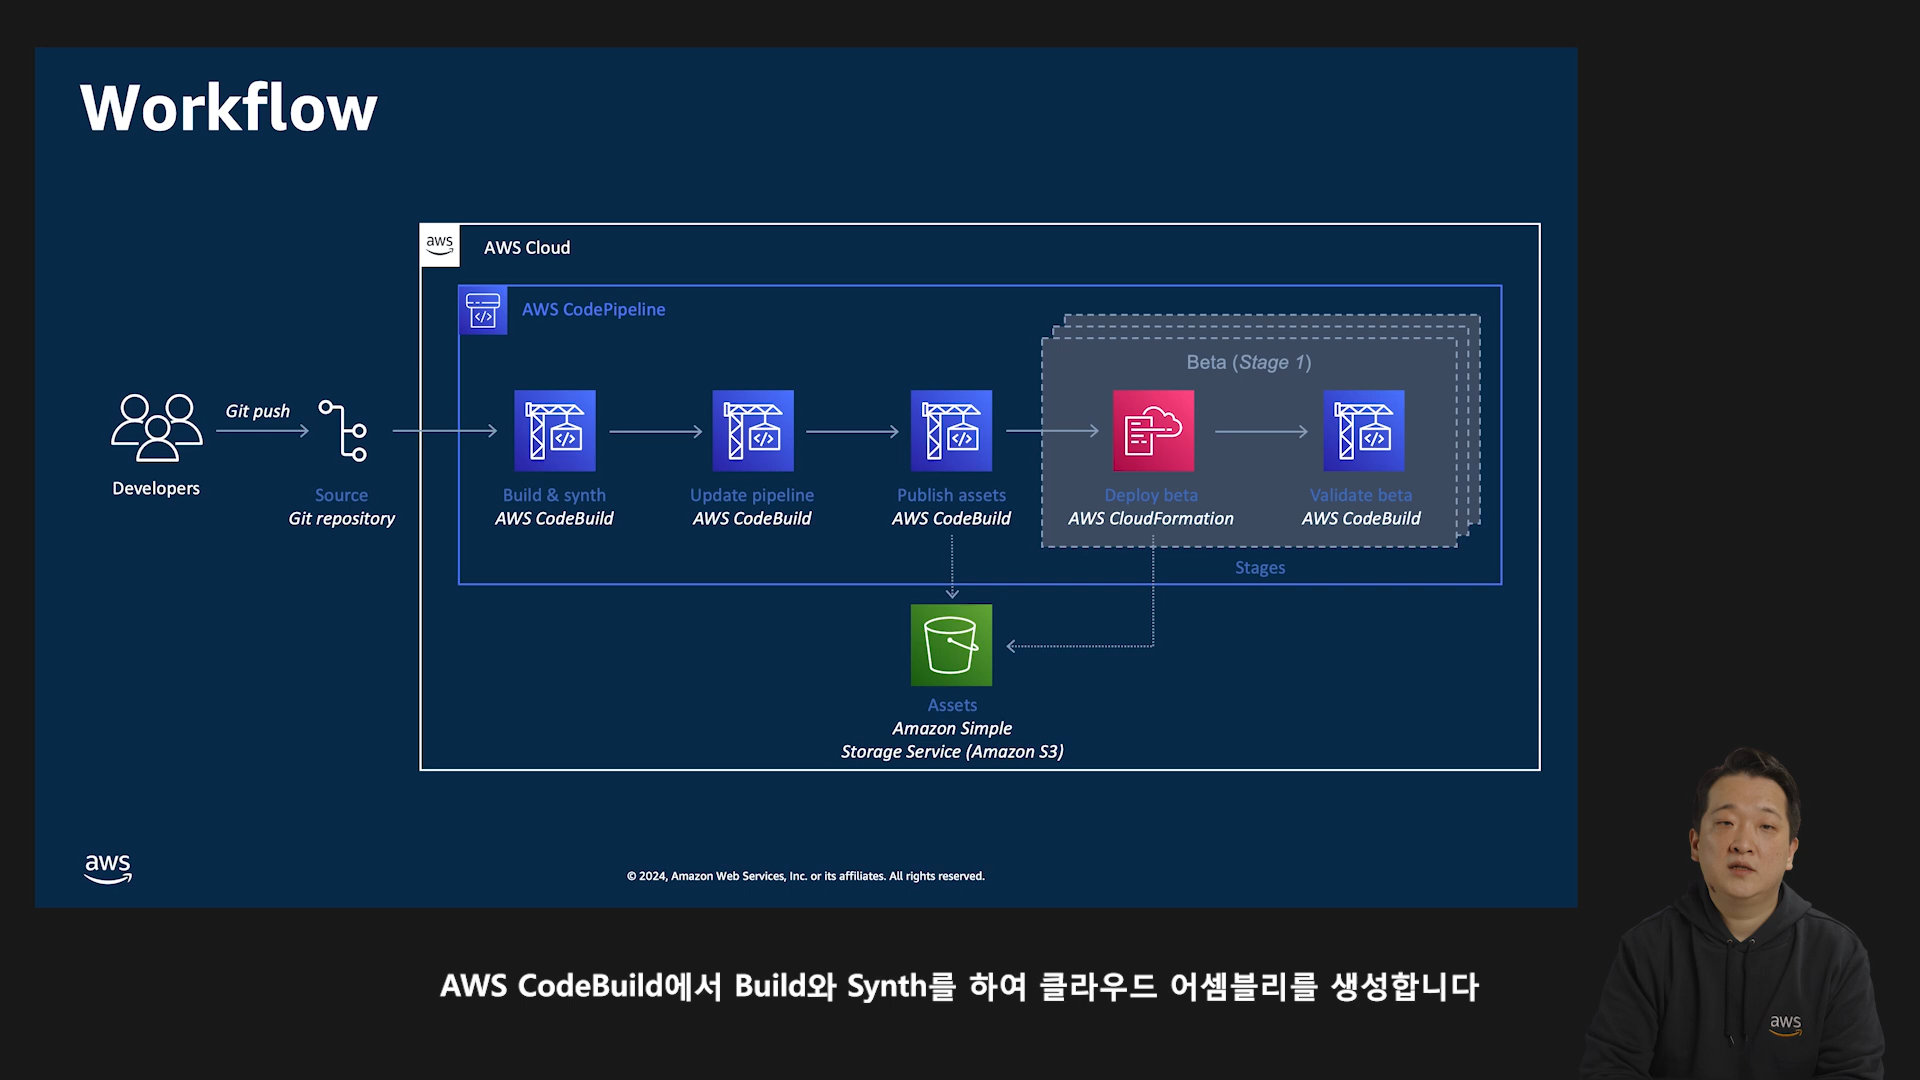 Workflow
aws
AWS Cloud
AWS CodePipeline
Beta (Stage 1)
Git push
Developers
Source
Git repository
Build & synth
AWS CodeBuild
Update pipeline
AWS CodeBuild
Publish assets
AWS CodeBuild
Deploy beta
AWS CloudFormation
Validate beta
AWS CodeBuild
Stages
Assets
Amazon Simple
Storage Service (Amazon S3)
aws
© 2024, Amazon Web Services, Inc. or its affiliates. All rights reserved.
AWS CodeBuild에서 Build와 Synth를 하여 클라우드 어셈블리를 생성합니다
aws